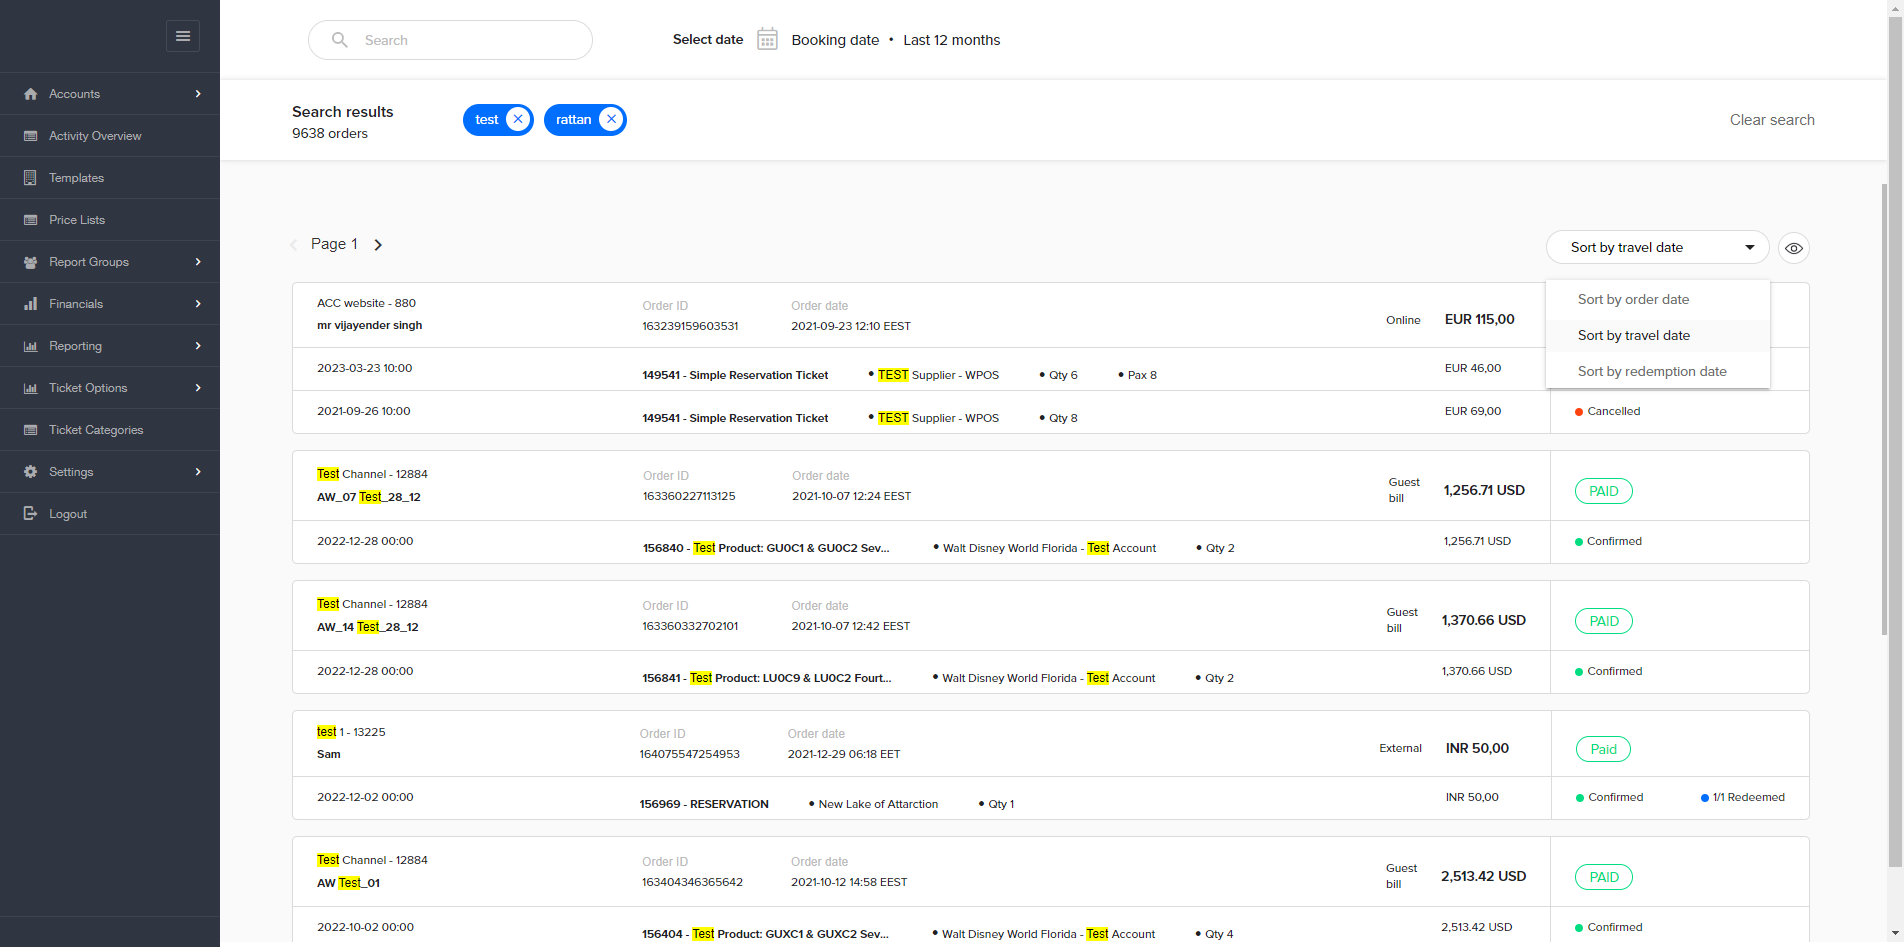 Search
Select date Booking date • Last 12 months
Accounts
Activity Overview
Templates
Price Lists
Report Groups
Financials
Reporting
Ticket Options
Ticket Categories
Settings
Logout
Search results
9638 orders
test
rattan
Clear search
Page 1
Sort by travel date
Sort by order date
Sort by travel date
Sort by redemption date
ACC website - 880
mr vijayender singh
Order ID
163239159603531
Order date
2021-09-23 12:10 EEST
Online EUR 115,00
2023-03-23 10:00 149541 - Simple Reservation Ticket • TEST Supplier - WPOS • Qty 6 • Pax 8 EUR 46,00
2021-09-26 10:00 149541 - Simple Reservation Ticket • TEST Supplier - WPOS • Qty 8 EUR 69,00 Cancelled
Test Channel - 12884
AW_07 Test_28_12
Order ID
163360227113125
Order date
2021-10-07 12:24 EEST
Guest
bill
1,256.71 USD PAID
2022-12-28 00:00 156840 - Test Product: GU0C1 & GU0C2 Sev... • Walt Disney World Florida - Test Account • Qty 2 1,256.71 USD Confirmed
Test Channel - 12884
AW_14 Test_28_12
Order ID
163360332702101
Order date
2021-10-07 12:42 EEST
Guest
bill
1,370.66 USD PAID
2022-12-28 00:00 156841 - Test Product: LU0C9 & LU0C2 Fourt... • Walt Disney World Florida - Test Account • Qty 2 1,370.66 USD Confirmed
test 1 - 13225
Sam
Order ID
164075547254953
Order date
2021-12-29 06:18 EET
External INR 50,00 Paid
2022-12-02 00:00 156969 - RESERVATION • New Lake of Attarction • Qty 1 INR 50,00 Confirmed 1/1 Redeemed
Test Channel - 12884
AW Test_01
Order ID
163404346365642
Order date
2021-10-12 14:58 EEST
Guest
bill
2,513.42 USD PAID
2022-10-02 00:00 156404 - Test Product: GUXC1 & GUXC2 Sev... • Walt Disney World Florida - Test Account • Qty 4 2,513.42 USD Confirmed